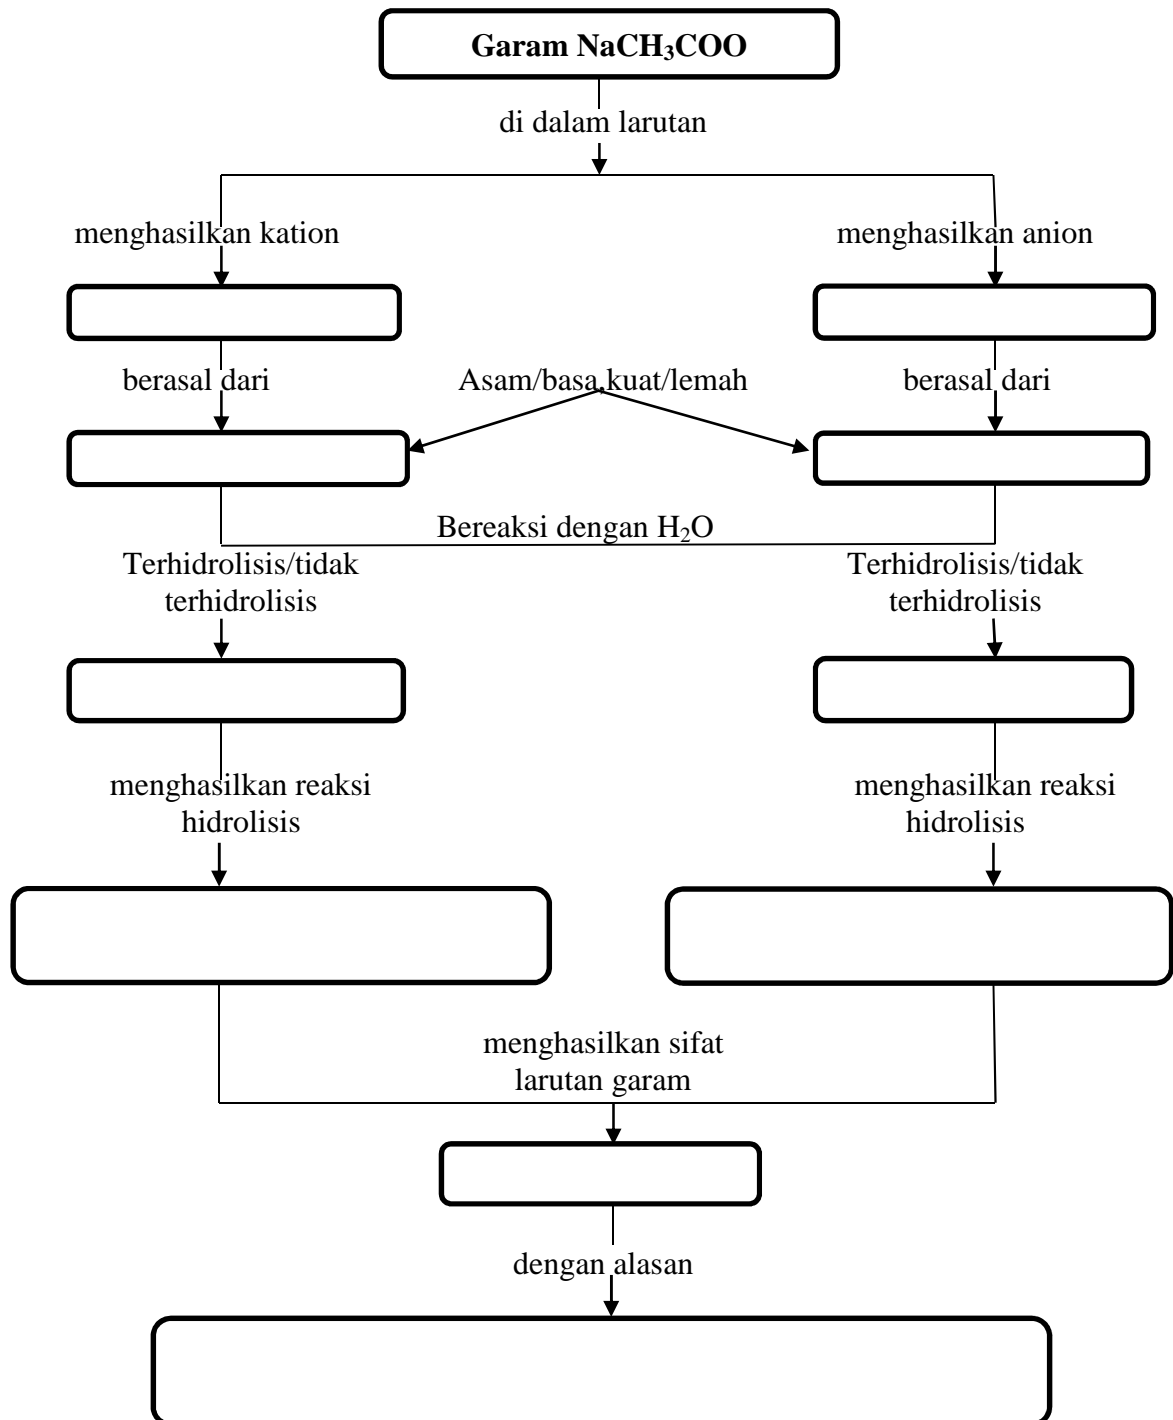 Garam NaCH₃COO
di dalam larutan
menghasilkan kation
menghasilkan anion
berasal dari
Asam/basa,kuat/lemah
berasal dari
Bereaksi dengan H₂O
Terhidrolisis/tidak
terhidrolisis
Terhidrolisis/tidak
terhidrolisis
menghasilkan reaksi
hidrolisis
menghasilkan reaksi
hidrolisis
menghasilkan sifat
larutan garam
dengan alasan